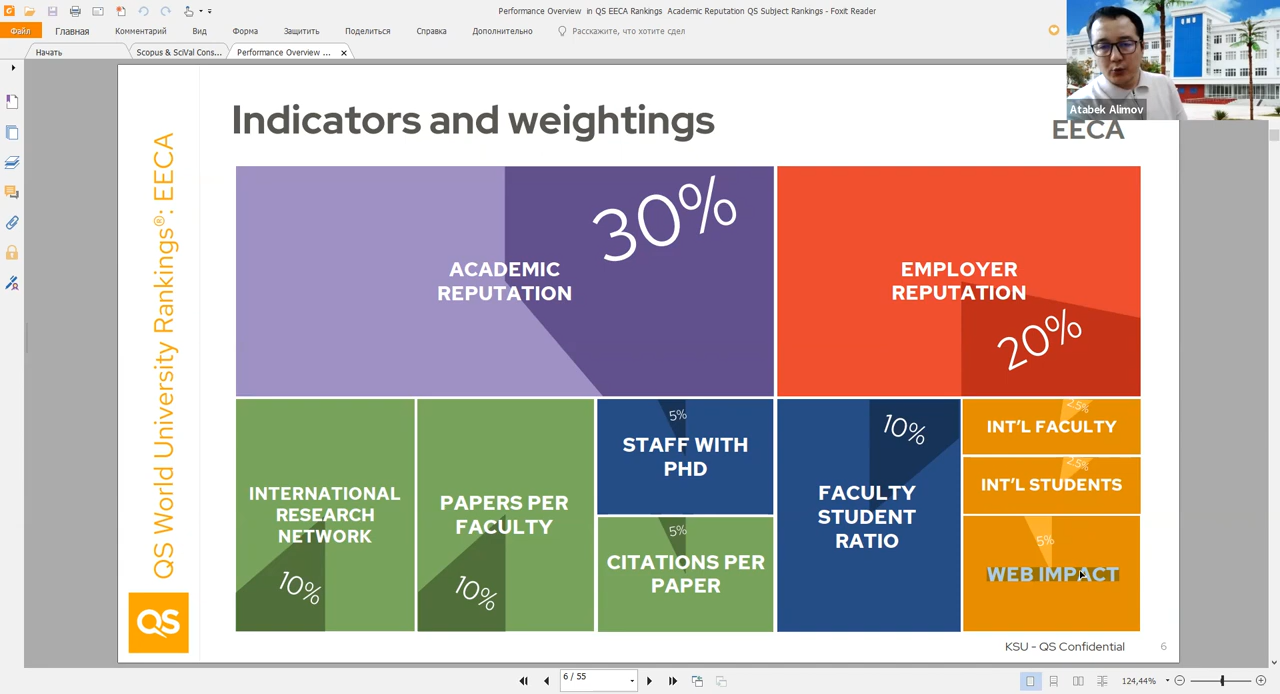 Performance Overview in QS EECA Rankings Academic Reputation QS Subject Rankings - Foxit Reader
Файл
Главная
Комментарий
Вид
Форма
Защитить
Поделиться
Справка
Дополнительно
Расскажите, что хотите сдел
Начать
Scopus & SciVal Cons...
Performance Overview ...
Atabek Alimov
Indicators and weightings
EECA
QS World University Rankings®: EECA
30%
ACADEMIC
REPUTATION
EMPLOYER
REPUTATION
20%
INTERNATIONAL
RESEARCH
NETWORK
10%
PAPERS PER
FACULTY
10%
5%
STAFF WITH
PHD
5%
CITATIONS PER
PAPER
10%
FACULTY
STUDENT
RATIO
2.5%
INT'L FACULTY
2.5%
INT'L STUDENTS
5%
WEB IMPACT
QS
KSU - QS Confidential
6
6 / 55
124,44%